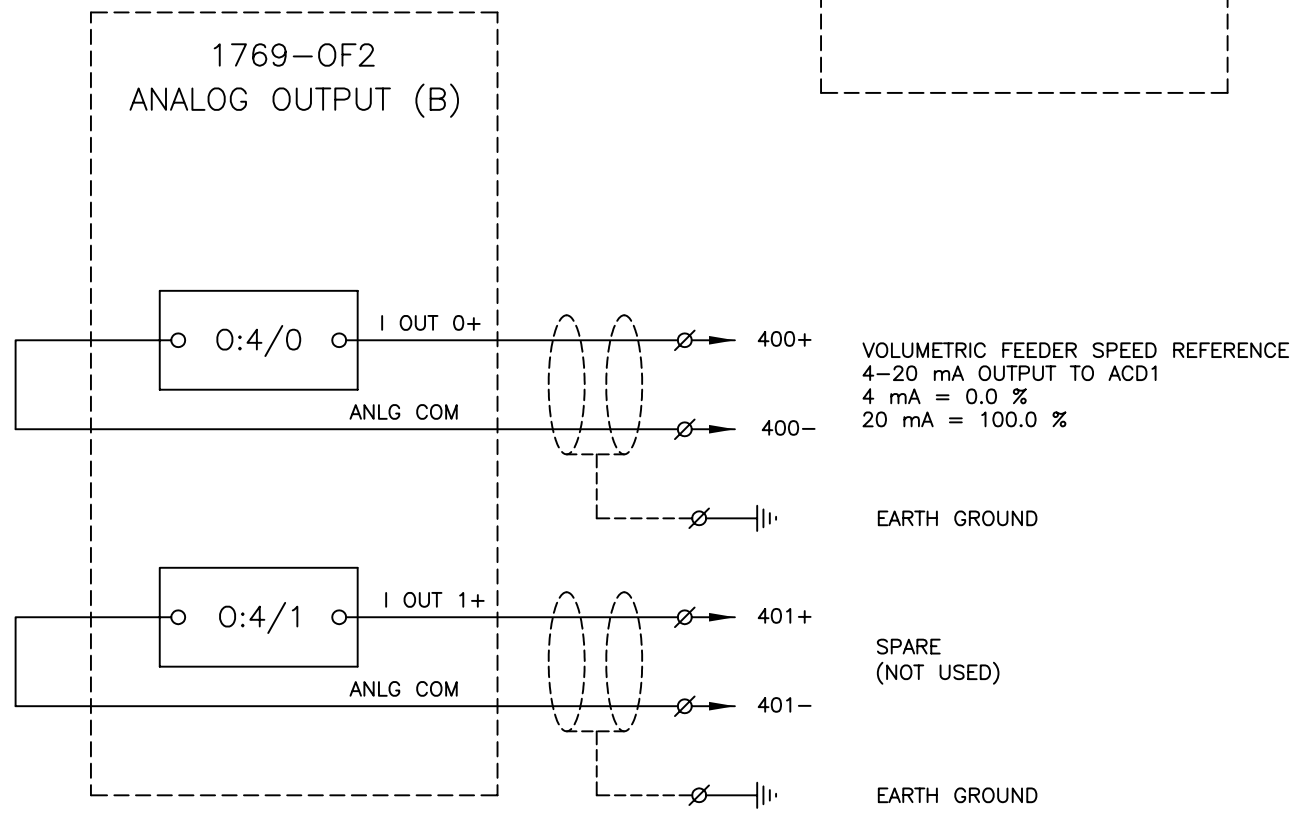 1769-OF2
ANALOG OUTPUT (B)
O:4/0
I OUT 0+
400+
ANLG COM
400-
VOLUMETRIC FEEDER SPEED REFERENCE
4-20 mA OUTPUT TO ACD1
4 mA = 0.0 %
20 mA = 100.0 %
EARTH GROUND
O:4/1
I OUT 1+
401+
ANLG COM
401-
SPARE
(NOT USED)
EARTH GROUND